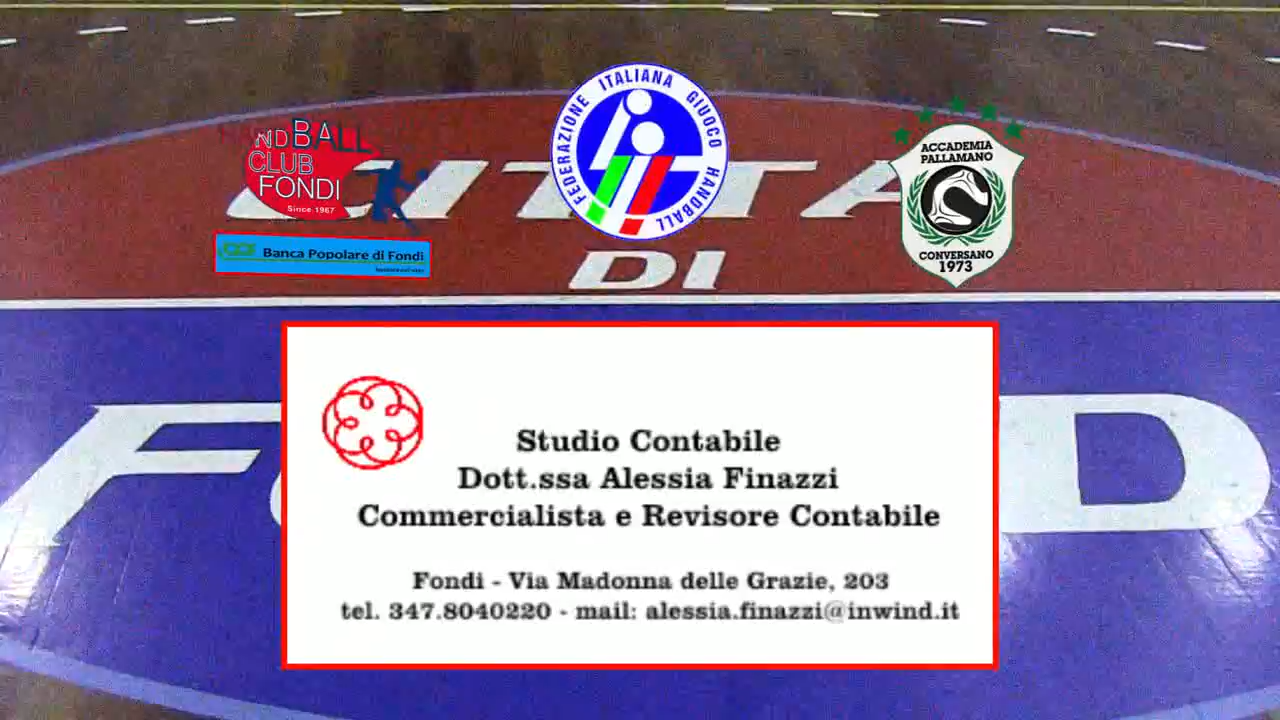 HANDBALL
CLUB
FONDI
Since 1967
Banca Popolare di Fondi
FEDERAZIONE ITALIANA GIUOCO HANDBALL
ACCADEMIA
PALLAMANO
CONVERSANO
1973
CITTA
DI
Studio Contabile
Dott.ssa Alessia Finazzi
Commercialista e Revisore Contabile
Fondi - Via Madonna delle Grazie, 203
tel. 347.8040220 - mail: alessia.finazzi@inwind.it